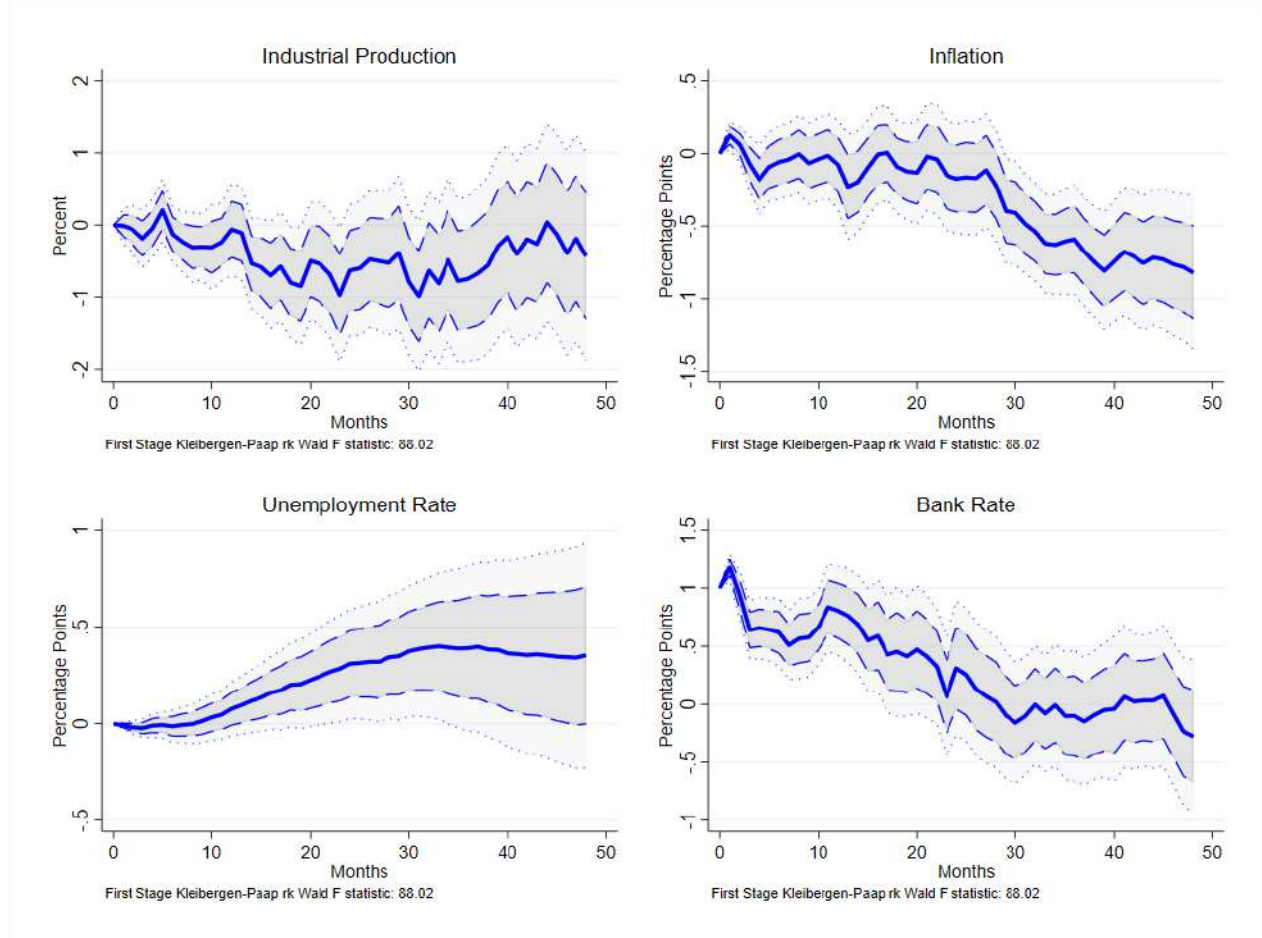 Industrial Production
Percent
2
1
0
-1
-2
0 10 20 30 40 50
Months
First Stage Kleibergen-Paap rk Wald F statistic: 88.02
Inflation
Percentage Points
.5
0
-.5
-1
-1.5
0 10 20 30 40 50
Months
First Stage Kleibergen-Paap rk Wald F statistic: 88.02
Unemployment Rate
Percentage Points
1
.5
0
-.5
0 10 20 30 40 50
Months
First Stage Kleibergen-Paap rk Wald F statistic: 88.02
Bank Rate
Percentage Points
1.5
1
.5
0
-.5
-1
0 10 20 30 40 50
Months
First Stage Kleibergen-Paap rk Wald F statistic: 88.02